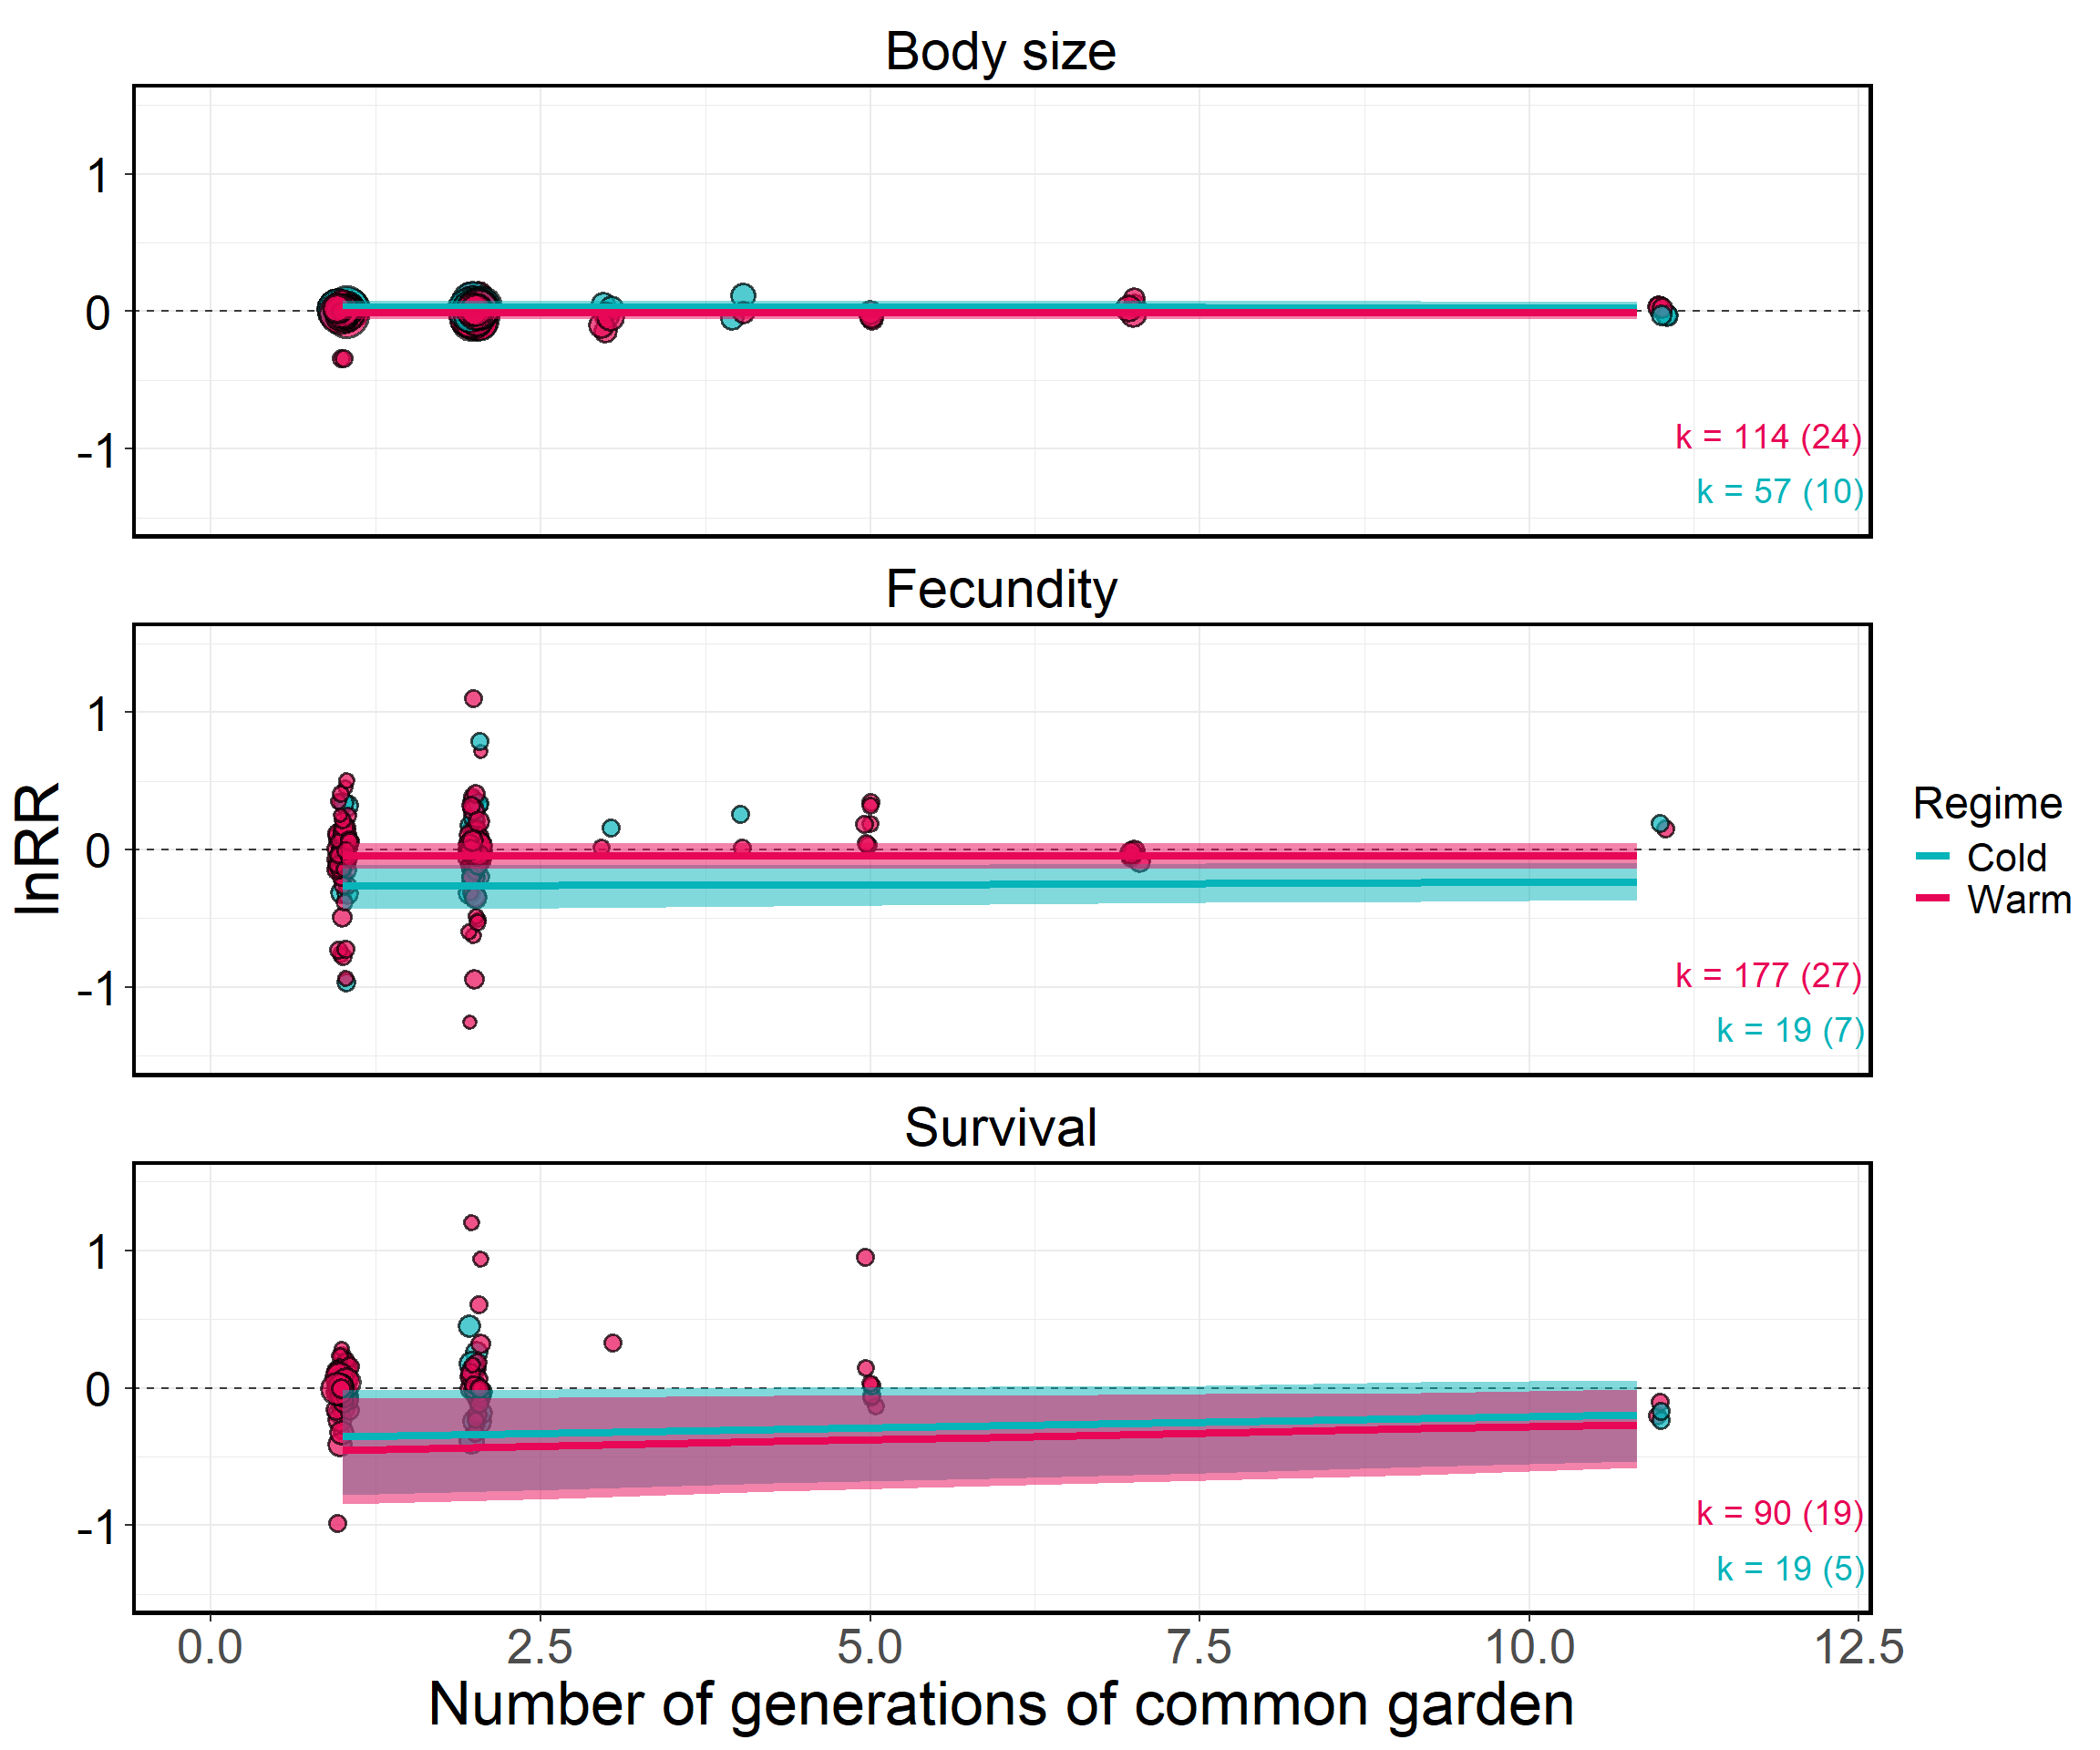 Body size
1
0
-1
k = 114 (24)
k = 57 (10)
Fecundity
1
0
-1
k = 177 (27)
k = 19 (7)
Survival
1
0
-1
k = 90 (19)
k = 19 (5)
0.0 2.5 5.0 7.5 10.0 12.5
Number of generations of common garden
lnRR
Regime
Cold
Warm